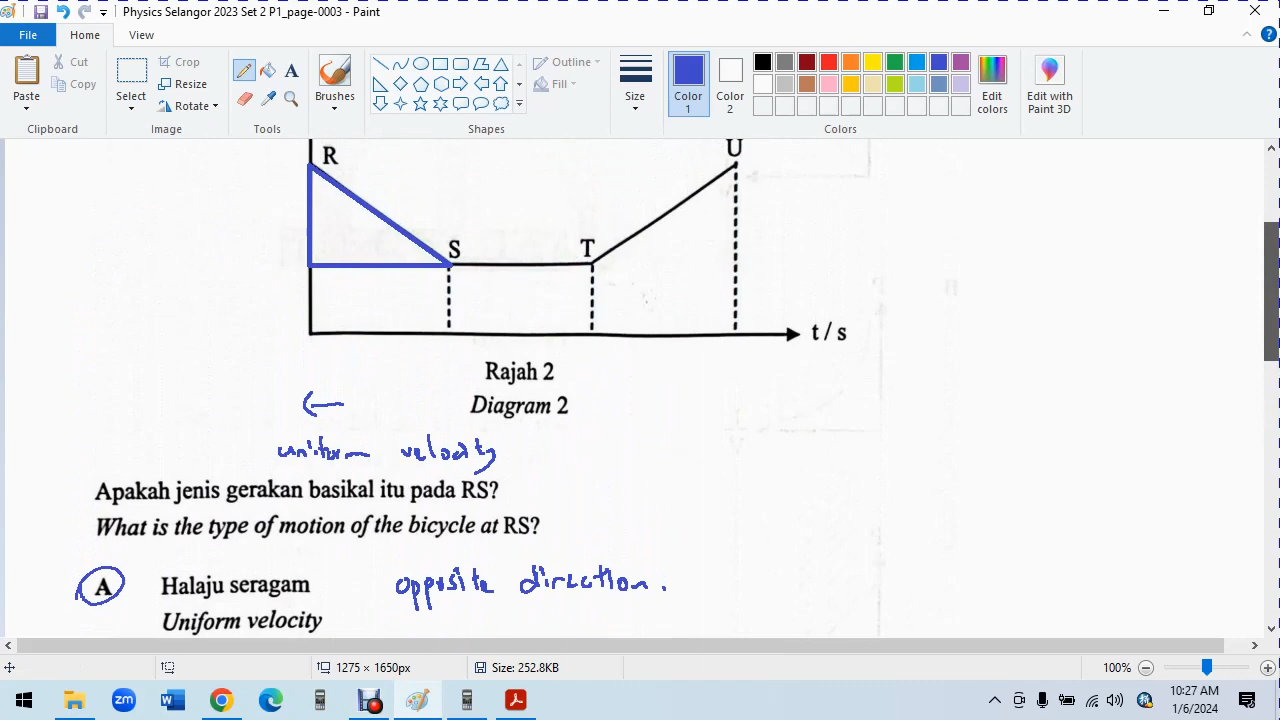 Physics Selangor 2023 Set 2 P1_page-0003 - Paint
File
Home
View
Paste
Cut
Copy
Clipboard
Select
Crop
Resize
Rotate
Image
A
Tools
Brushes
Shapes
Outline
Fill
Size
Color
1
Color
2
Colors
Edit
colors
Edit with
Paint 3D
R
U
S
T
t / s
Rajah 2
Diagram 2
uniform velocity
Apakah jenis gerakan basikal itu pada RS?
What is the type of motion of the bicycle at RS?
A Halaju seragam opposite direction.
Uniform velocity
1275 × 1650px
Size: 252.8KB
100%
zm
W
10:27 AM
1/6/2024